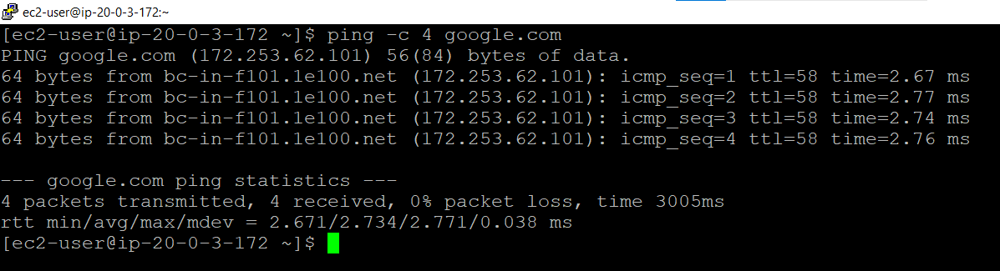 ec2-user@ip-20-0-3-172:~
[ec2-user@ip-20-0-3-172 ~]$ ping -c 4 google.com
PING google.com (172.253.62.101) 56(84) bytes of data.
64 bytes from bc-in-f101.1e100.net (172.253.62.101): icmp_seq=1 ttl=58 time=2.67 ms
64 bytes from bc-in-f101.1e100.net (172.253.62.101): icmp_seq=2 ttl=58 time=2.77 ms
64 bytes from bc-in-f101.1e100.net (172.253.62.101): icmp_seq=3 ttl=58 time=2.74 ms
64 bytes from bc-in-f101.1e100.net (172.253.62.101): icmp_seq=4 ttl=58 time=2.76 ms
--- google.com ping statistics ---
4 packets transmitted, 4 received, 0% packet loss, time 3005ms
rtt min/avg/max/mdev = 2.671/2.734/2.771/0.038 ms
[ec2-user@ip-20-0-3-172 ~]$